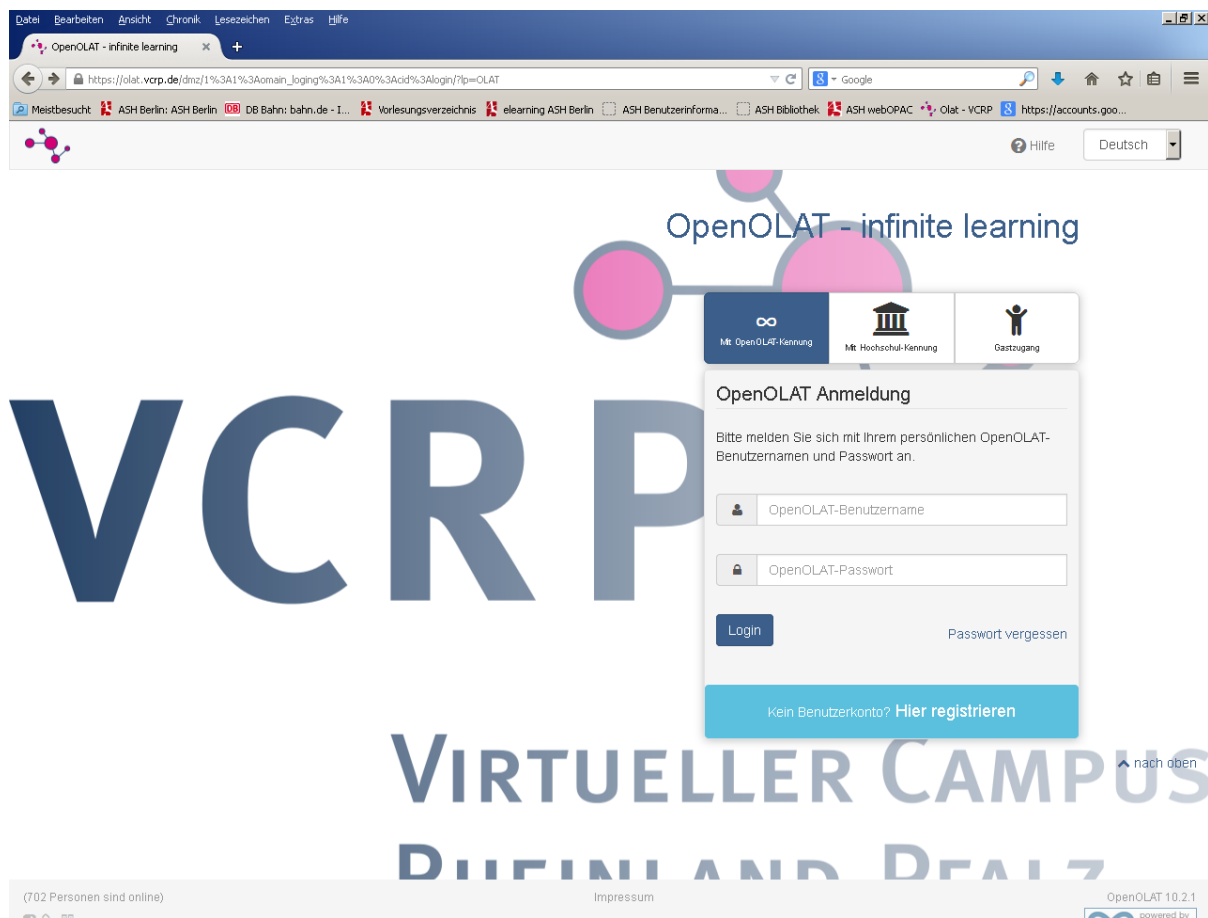 Datei Bearbeiten Ansicht Chronik Lesezeichen Extras Hilfe
OpenOLAT - infinite learning
https://olat.vcrp.de/dmz/1%3A1%3Aomain_loging%3A1%3A0%3Acid%3Alogin/?lp=OLAT
Google
Meistbesucht ASH Berlin: ASH Berlin DB DB Bahn: bahn.de - I... Vorlesungsverzeichnis elearning ASH Berlin ASH Benutzerinforma... ASH Bibliothek ASH webOPAC Olat - VCRP https://accounts.goo...
Hilfe Deutsch
OpenOLAT - infinite learning
Mit OpenOLAT-Kennung Mit Hochschul-Kennung Gastzugang
OpenOLAT Anmeldung
Bitte melden Sie sich mit Ihrem persönlichen OpenOLAT-
Benutzernamen und Passwort an.
VCRP
OpenOLAT-Benutzername
OpenOLAT-Passwort
Login Passwort vergessen
Kein Benutzerkonto? Hier registrieren
nach oben
VIRTUELLER CAMPUS
RHEINLAND PFALZ
(702 Personen sind online) Impressum OpenOLAT 10.2.1
powered by